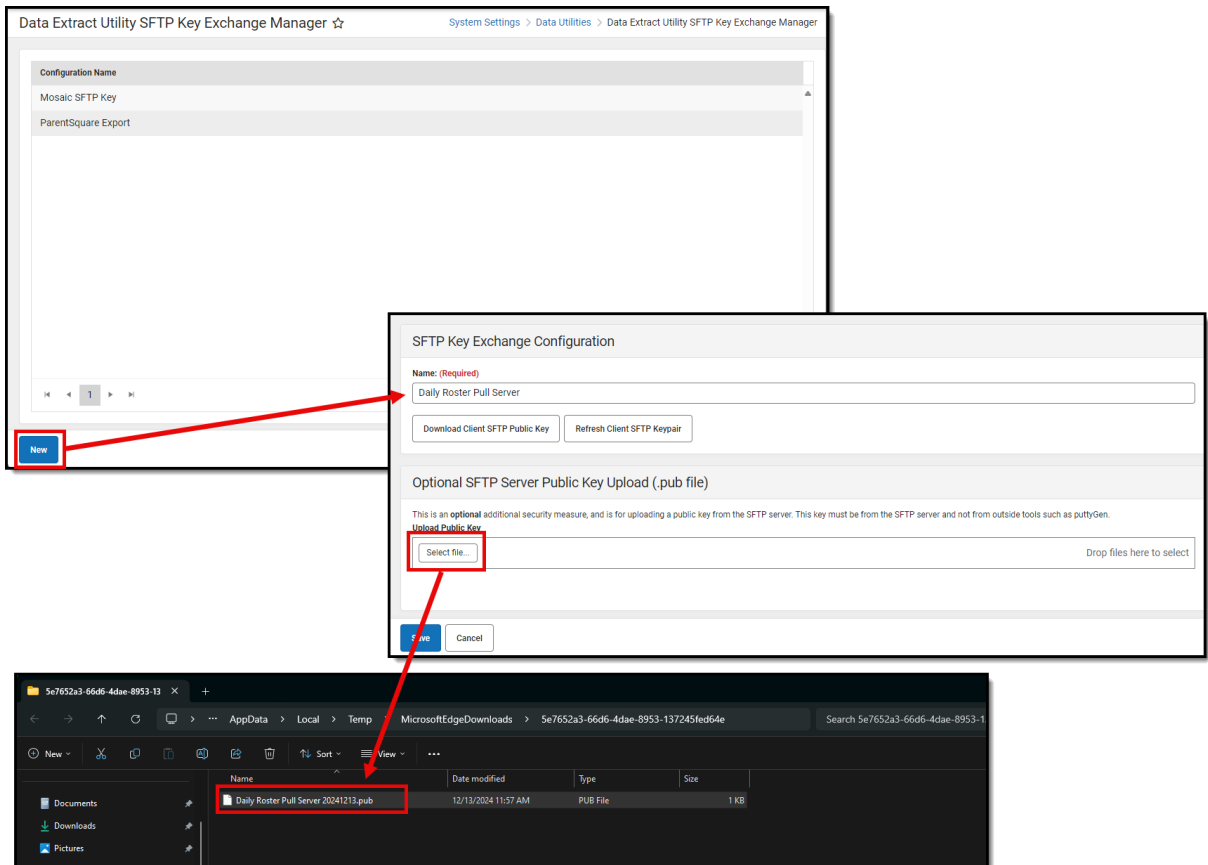 Data Extract Utility SFTP Key Exchange Manager ☆
System Settings > Data Utilities > Data Extract Utility SFTP Key Exchange Manager
Configuration Name
Mosaic SFTP Key
ParentSquare Export
1
New
SFTP Key Exchange Configuration
Name: (Required)
Daily Roster Pull Server
Download Client SFTP Public Key
Refresh Client SFTP Keypair
Optional SFTP Server Public Key Upload (.pub file)
This is an optional additional security measure, and is for uploading a public key from the SFTP server. This key must be from the SFTP server and not from outside tools such as puttyGen.
Upload Public Key
Select file...
Drop files here to select
Save
Cancel
5e7652a3-66d6-4dae-8953-13
AppData > Local > Temp > MicrosoftEdgeDownloads > 5e7652a3-66d6-4dae-8953-137245fed64e
Search 5e7652a3-66d6-4dae-8953-1
New
Sort
View
Name
Date modified
Type
Size
Documents
Daily Roster Pull Server 20241213.pub
12/13/2024 11:57 AM
PUB File
1 KB
Downloads
Pictures